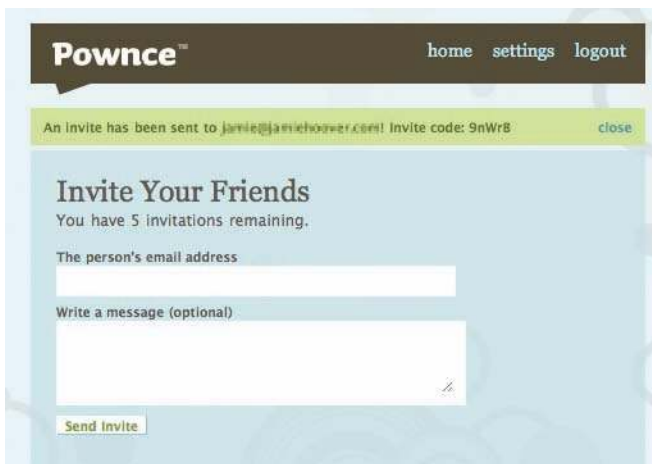 Pownce™
home settings logout
An invite has been sent to ! Invite code: 9nWr8 close
Invite Your Friends
You have 5 invitations remaining.
The person's email address
Write a message (optional)
Send Invite